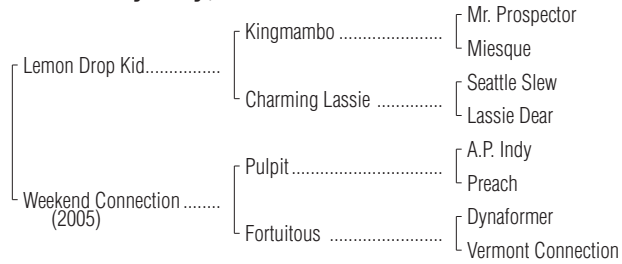 Mr. Prospector
Kingmambo ......................
Miesque
Lemon Drop Kid................
Seattle Slew
Charming Lassie ..............
Lassie Dear
A.P. Indy
Pulpit................................
Preach
Weekend Connection ........
(2005)
Dynaformer
Fortuitous ........................
Vermont Connection